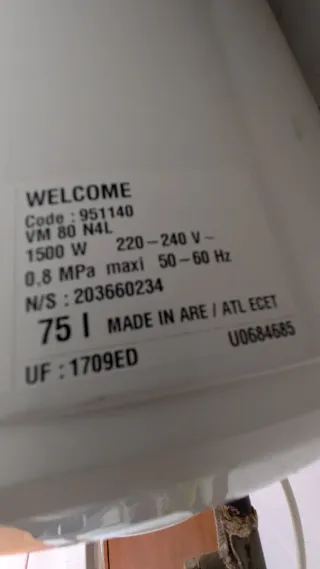 WELCOME
Code : 951140
VM 80 N4L
1500 W 220–240 V ~
0,8 MPa maxi 50–60 Hz
N/S : 203660234
75 l MADE IN ARE / ATL ECET
UF : 1709ED U0684685